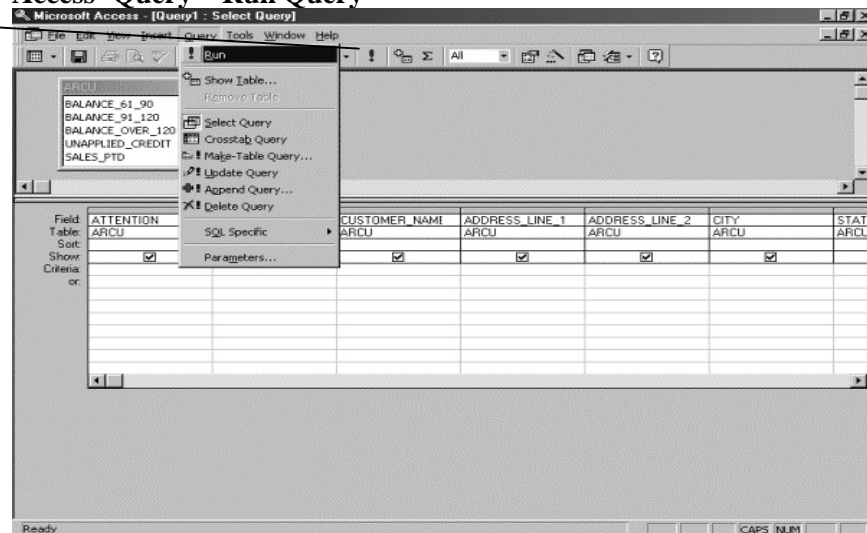 Access -Query – Run Query
Microsoft Access - [Query1 : Select Query]
File Edit View Insert Query Tools Window Help
All
Run
Show Table...
Remove Table
Select Query
Crosstab Query
Make-Table Query...
Update Query
Append Query...
Delete Query
SQL Specific
Parameters...
ARCU
BALANCE_61_90
BALANCE_91_120
BALANCE_OVER_120
UNAPPLIED_CREDIT
SALES_PTD
Field: ATTENTION CUSTOMER_NAME ADDRESS_LINE_1 ADDRESS_LINE_2 CITY STAT
Table: ARCU ARCU ARCU ARCU ARCU ARCU
Sort:
Show:
Criteria:
or:
Ready CAPS NUM